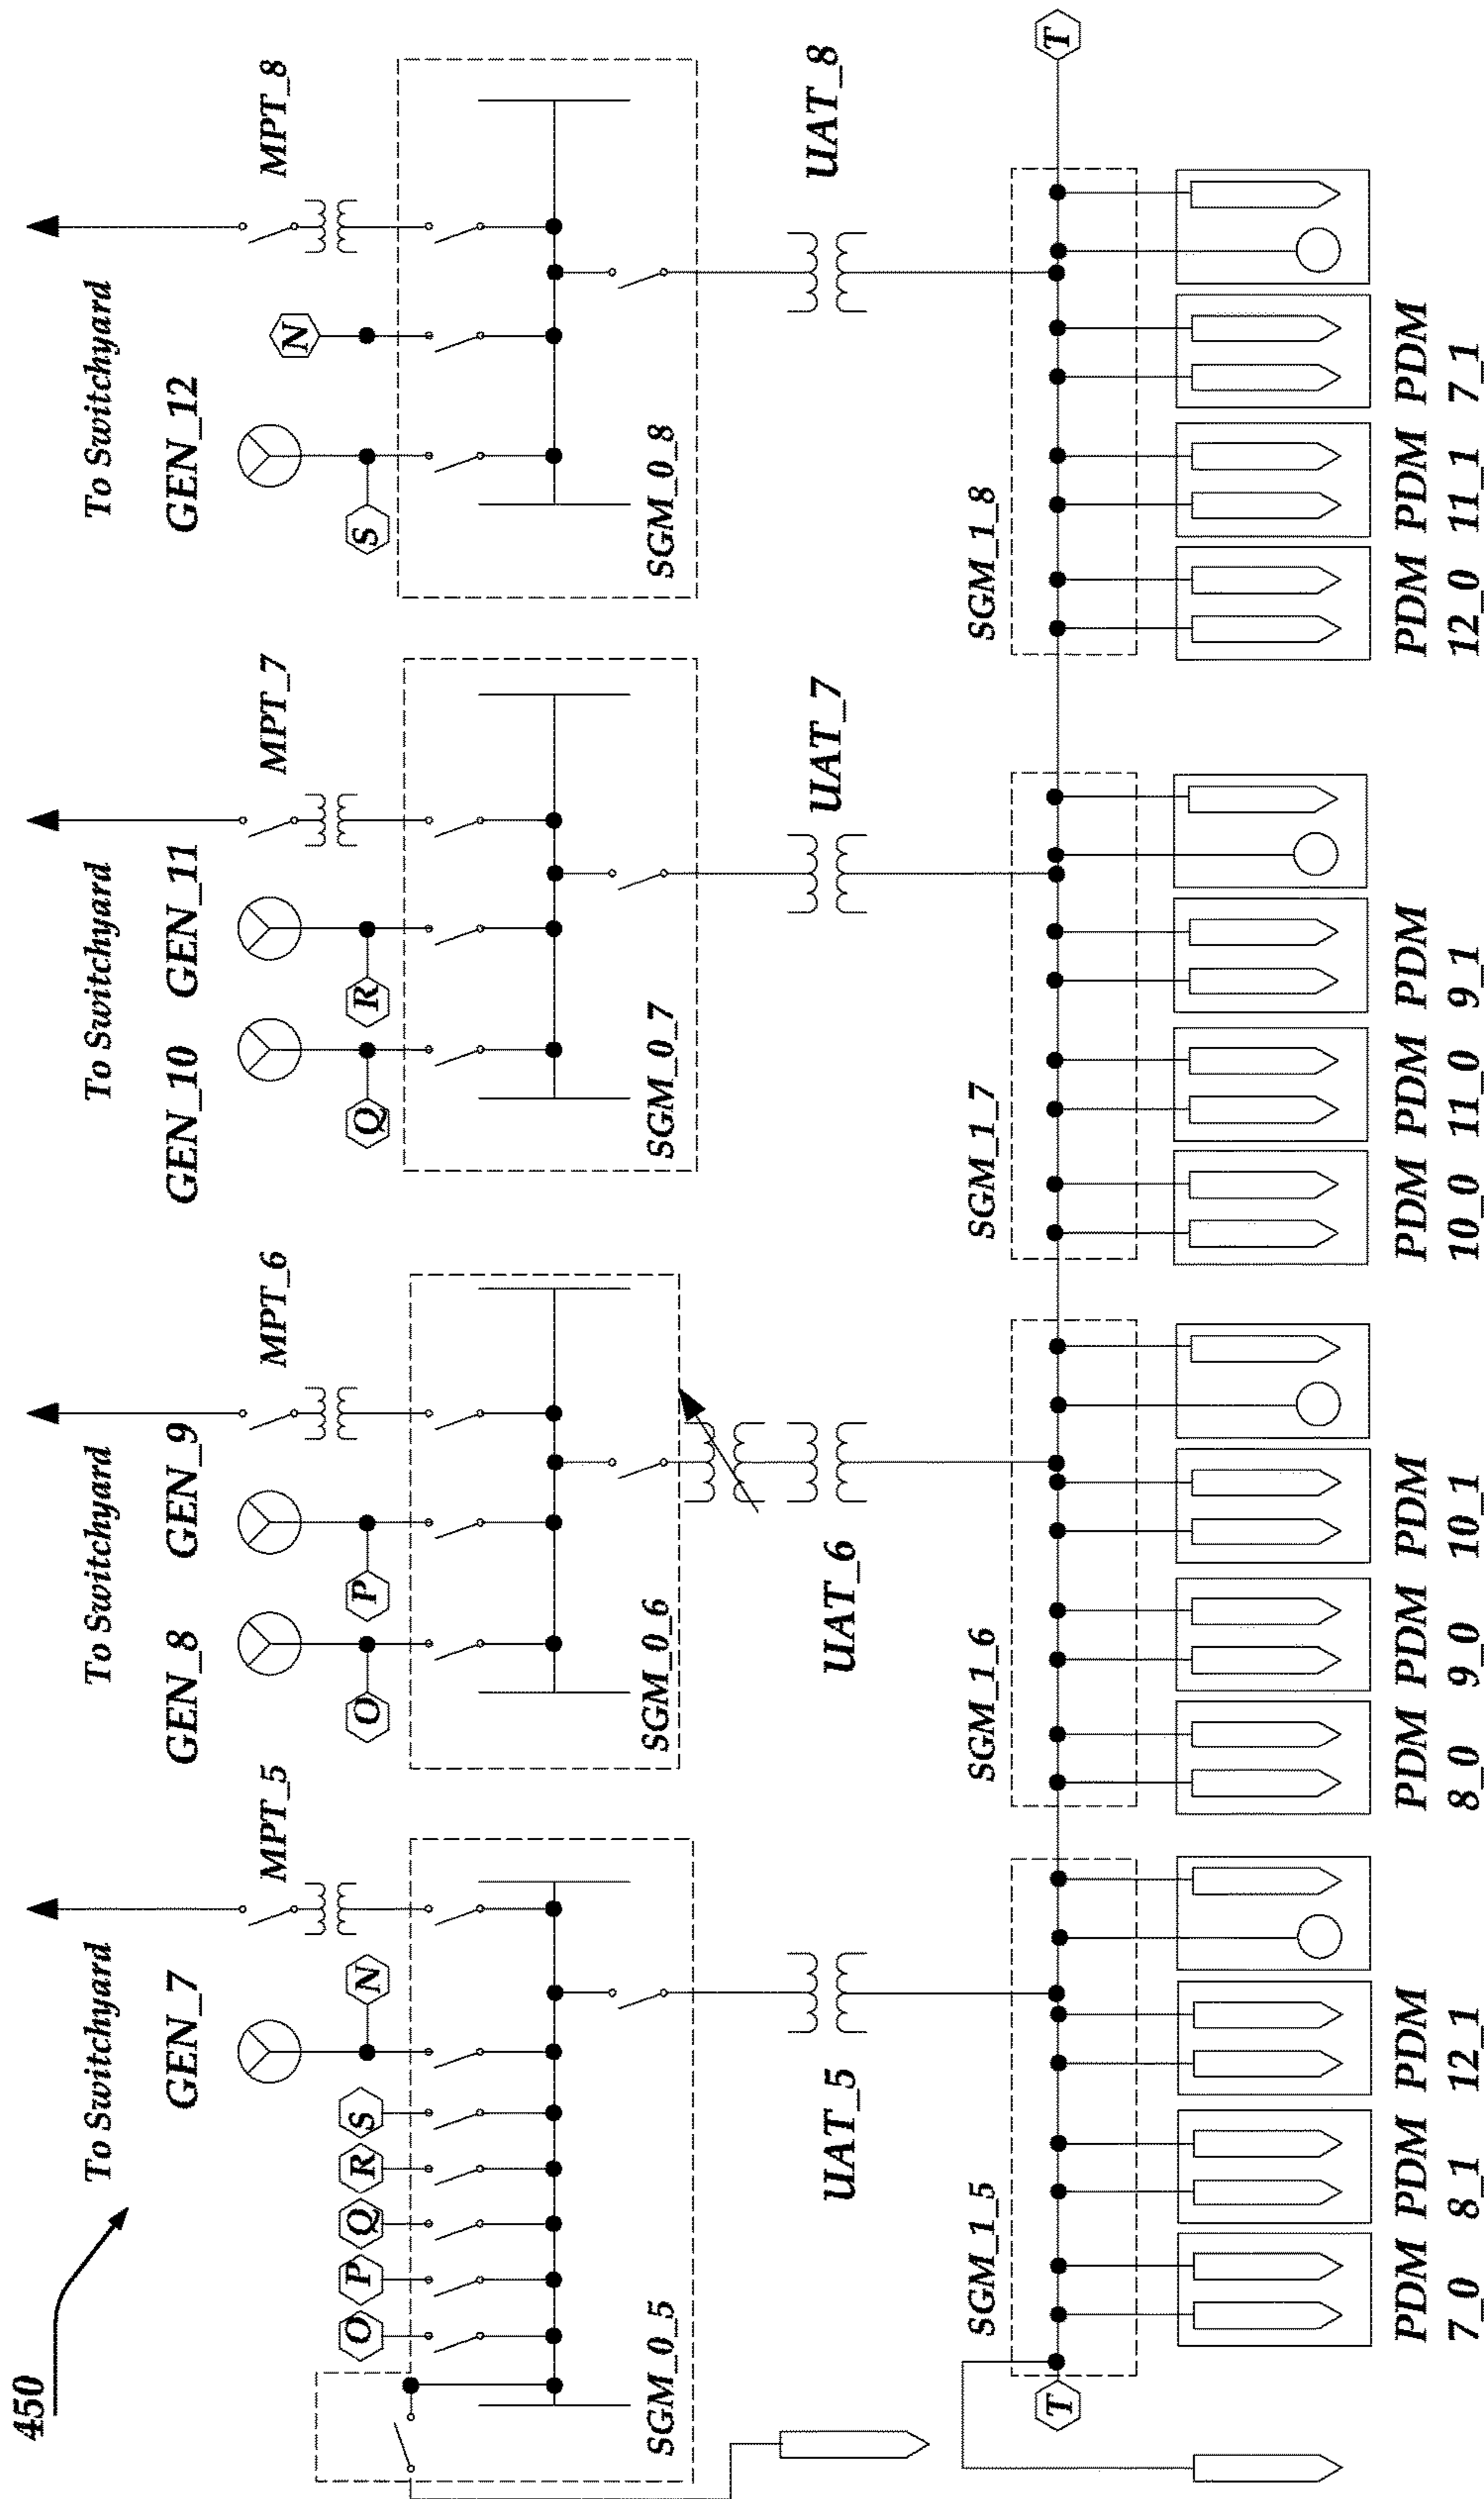 450
To Switchyard
To Switchyard
To Switchyard
To Switchyard
GEN_7
GEN_8
GEN_9
GEN_10
GEN_11
GEN_12
MPT_5
MPT_6
MPT_7
MPT_8
O
P
Q
R
S
N
O
P
Q
R
S
N
SGM_0_5
SGM_0_6
SGM_0_7
SGM_0_8
UAT_5
UAT_6
UAT_7
UAT_8
SGM_1_5
SGM_1_6
SGM_1_7
SGM_1_8
T
T
PDM PDM PDM
7_0 8_1 12_1
PDM PDM PDM
8_0 9_0 10_1
PDM PDM PDM
10_0 11_0 9_1
PDM PDM PDM
12_0 11_1 7_1